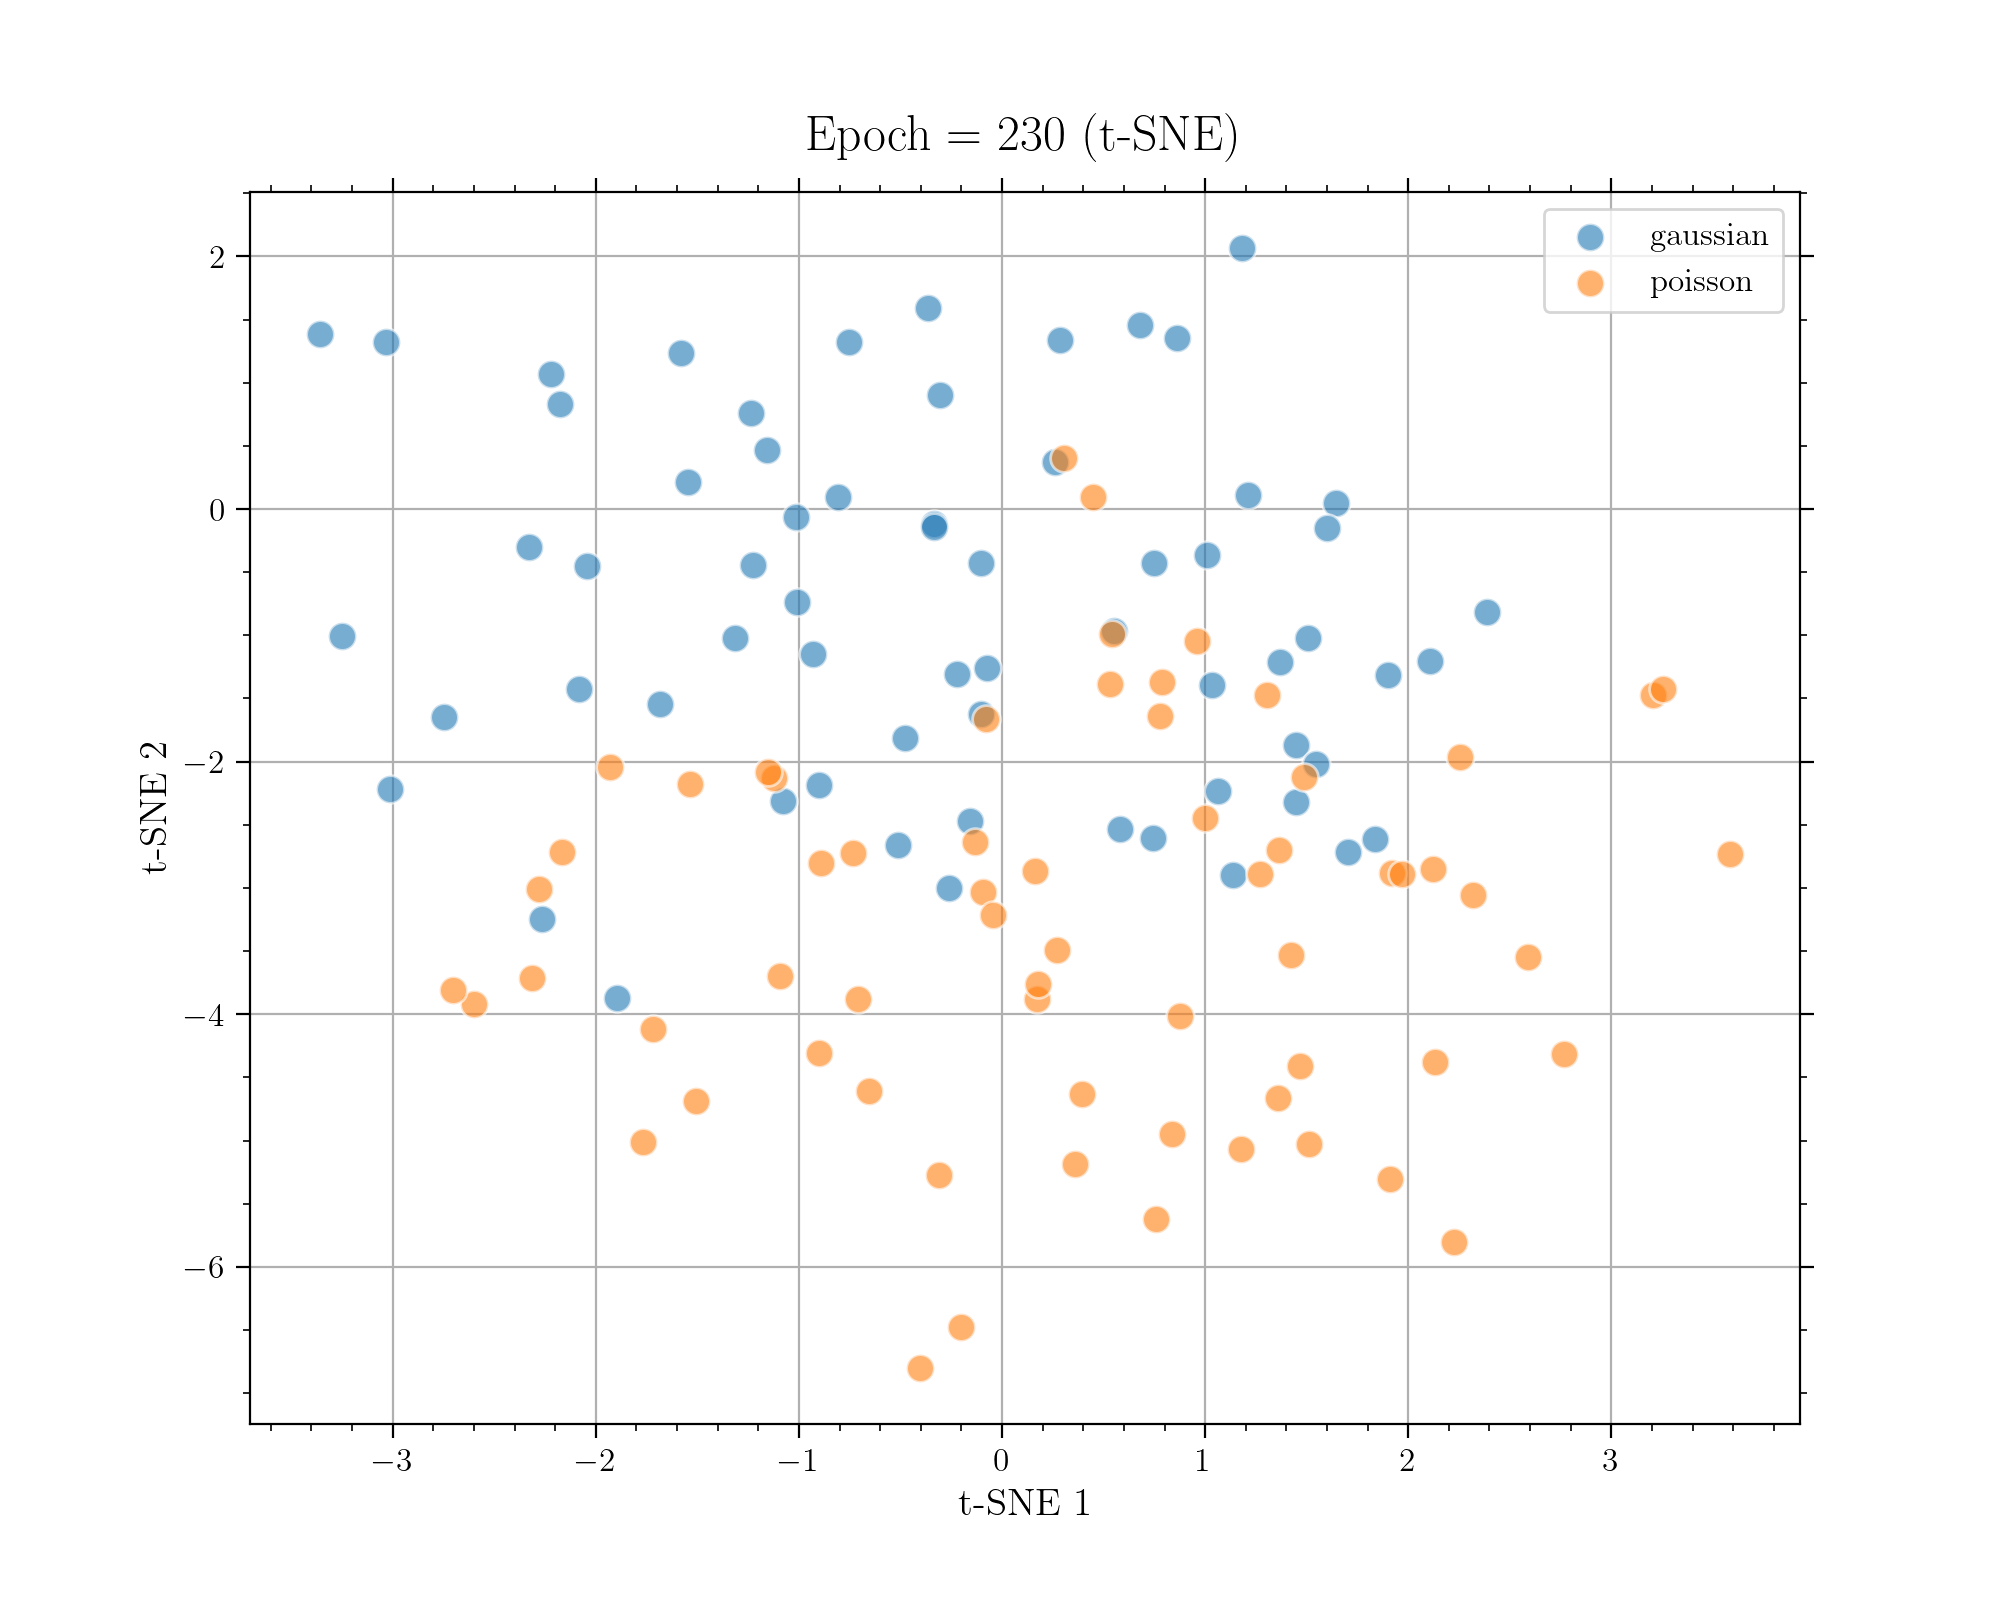 Epoch = 230 (t-SNE)
gaussian
poisson
2
0
−2
−4
−6
t-SNE 2
−3
−2
−1
0
1
2
3
t-SNE 1